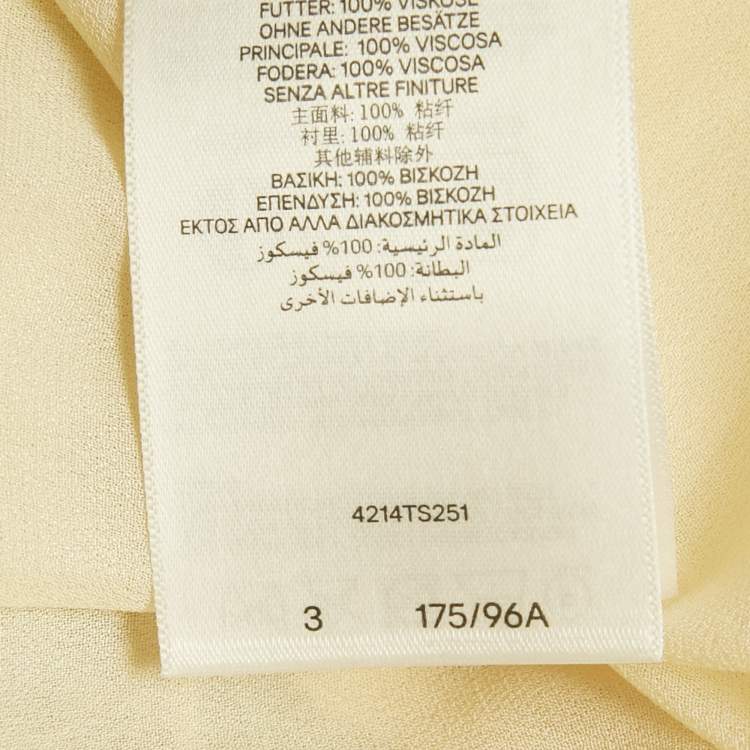 FUTTER: 100% VISKOSE
OHNE ANDERE BESÄTZE
PRINCIPALE: 100% VISCOSA
FODERA: 100% VISCOSA
SENZA ALTRE FINITURE
主面料: 100% 粘纤
衬里: 100% 粘纤
其他辅料除外
ΒΑΣΙΚΗ: 100% ΒΙΣΚΟΖΗ
ΕΠΕΝΔΥΣΗ: 100% ΒΙΣΚΟΖΗ
ΕΚΤΟΣ ΑΠΟ ΑΛΛΑ ΔΙΑΚΟΣΜΗΤΙΚΑ ΣΤΟΙΧΕΙΑ
المادة الرئيسية: 100% فيسكوز
البطانة: 100% فيسكوز
باستثناء الإضافات الأخرى
4214TS251
3 175/96A